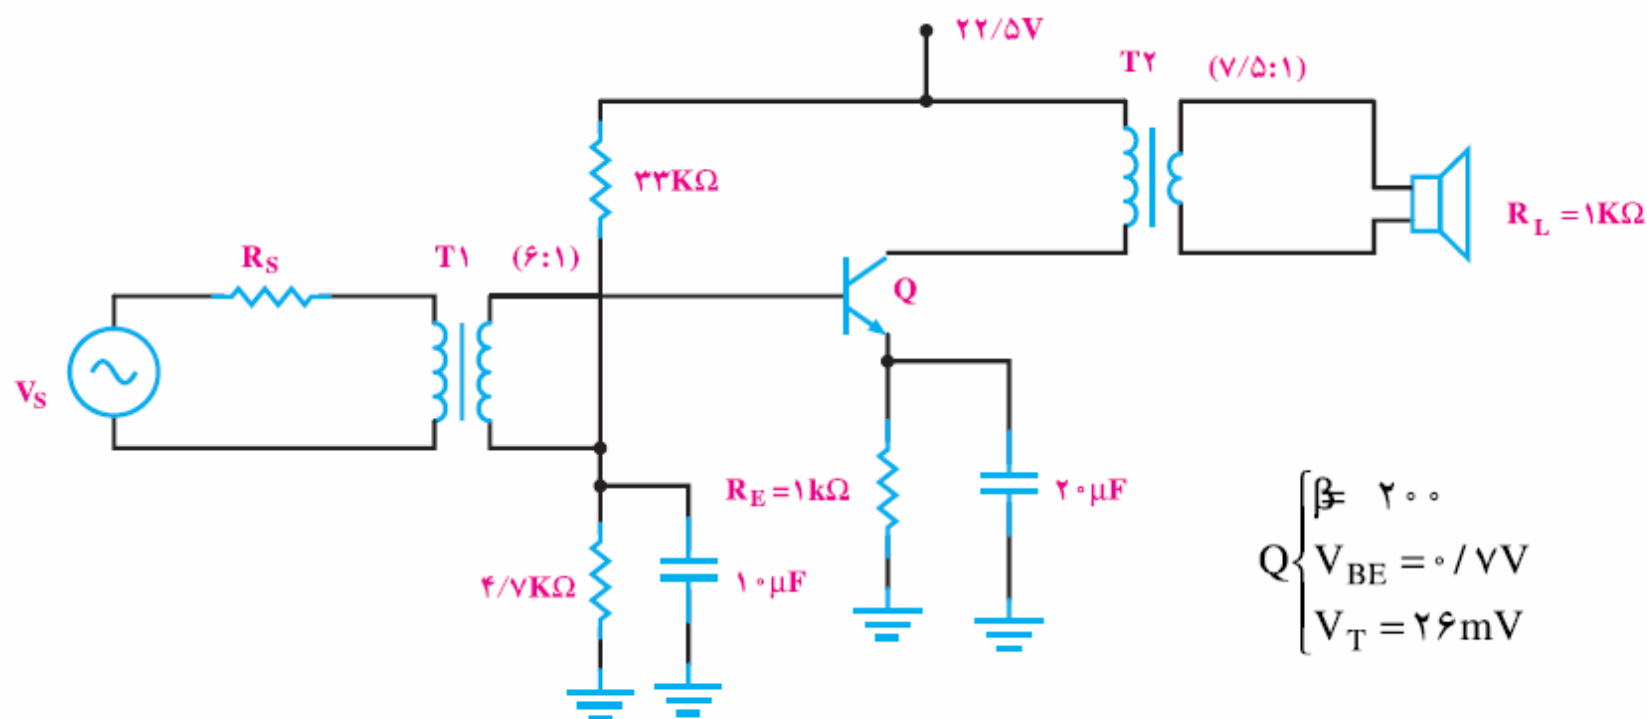 ۲۲/۵V
T۲ (۷/۵:۱)
۳۳KΩ
R_L = ۱KΩ
R_S
T۱ (۶:۱)
Q
V_S
R_E = ۱kΩ
۲۰μF
۴/۷KΩ
۱۰μF
Q { β = ۲۰۰
V_BE = ۰/۷V
V_T = ۲۶mV